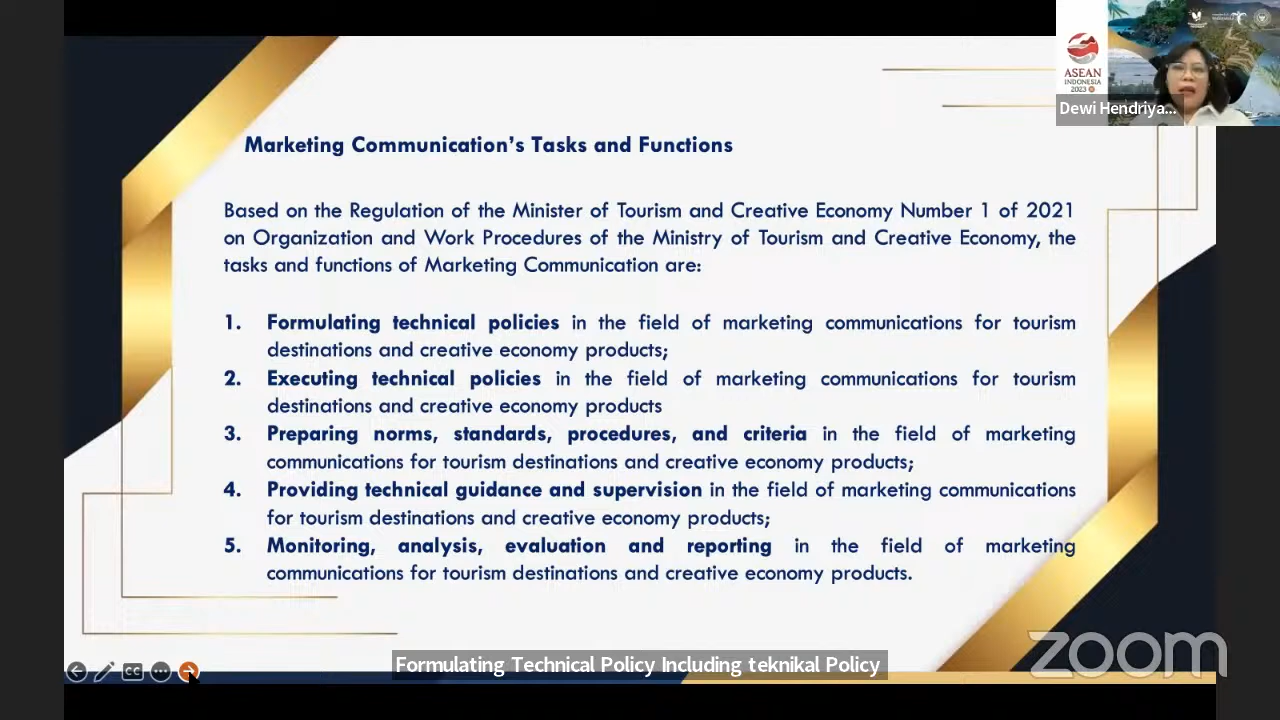 ASEAN
INDONESIA
2023
Dewi Hendriya...
Marketing Communication's Tasks and Functions
Based on the Regulation of the Minister of Tourism and Creative Economy Number 1 of 2021
on Organization and Work Procedures of the Ministry of Tourism and Creative Economy, the
tasks and functions of Marketing Communication are:
1. Formulating technical policies in the field of marketing communications for tourism
destinations and creative economy products;
2. Executing technical policies in the field of marketing communications for tourism
destinations and creative economy products
3. Preparing norms, standards, procedures, and criteria in the field of marketing
communications for tourism destinations and creative economy products;
4. Providing technical guidance and supervision in the field of marketing communications
for tourism destinations and creative economy products;
5. Monitoring, analysis, evaluation and reporting in the field of marketing
communications for tourism destinations and creative economy products.
CC
Formulating Technical Policy Including teknikal Policy
zoom